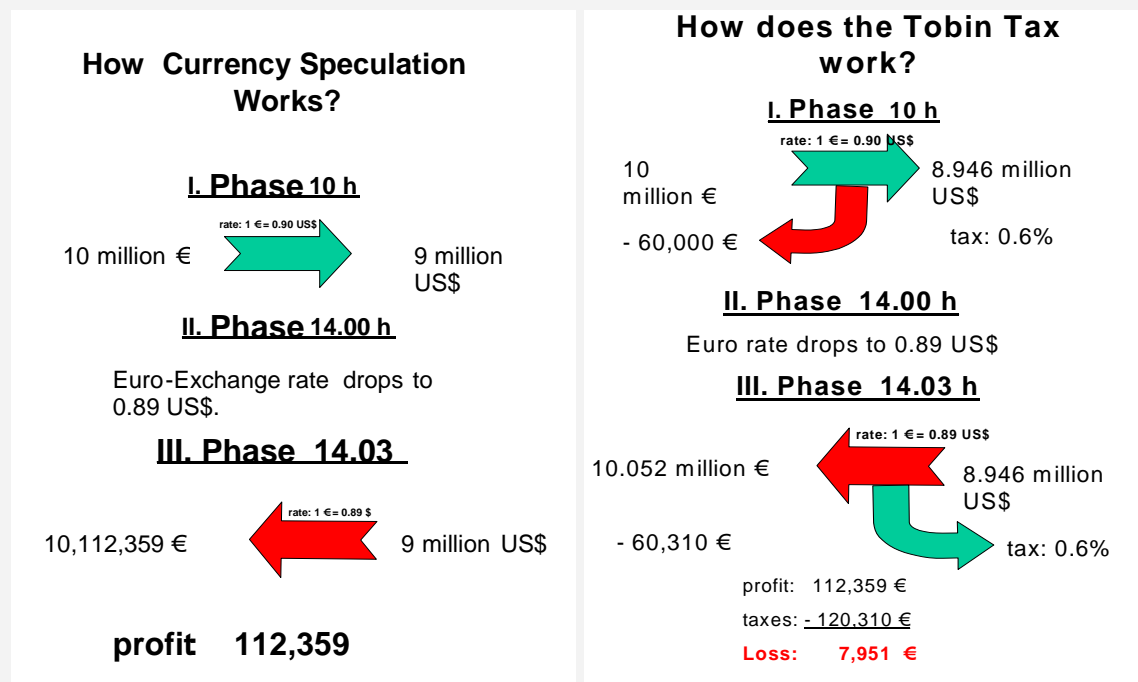 How Currency Speculation
Works?
I. Phase 10 h
rate: 1 €= 0.90 US$
10 million €
9 million
US$
II. Phase 14.00 h
Euro-Exchange rate drops to
0.89 US$.
III. Phase 14.03
rate: 1 €= 0.89 $
10,112,359 €
9 million US$
profit 112,359
How does the Tobin Tax
work?
I. Phase 10 h
rate: 1 €= 0.90 US$
10
million €
8.946 million
US$
- 60,000 €
tax: 0.6%
II. Phase 14.00 h
Euro rate drops to 0.89 US$
III. Phase 14.03 h
rate: 1 €= 0.89 US$
10.052 million €
8.946 million
US$
- 60,310 €
tax: 0.6%
profit: 112,359 €
taxes: - 120,310 €
Loss: 7,951 €